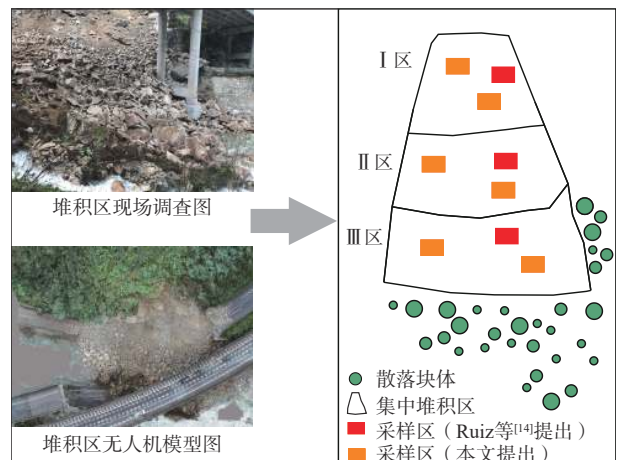 堆积区现场调查图
堆积区无人机模型图
Ⅰ区
Ⅱ区
Ⅲ区
散落块体
集中堆积区
采样区（Ruiz等[14]提出）
采样区（本文提出）